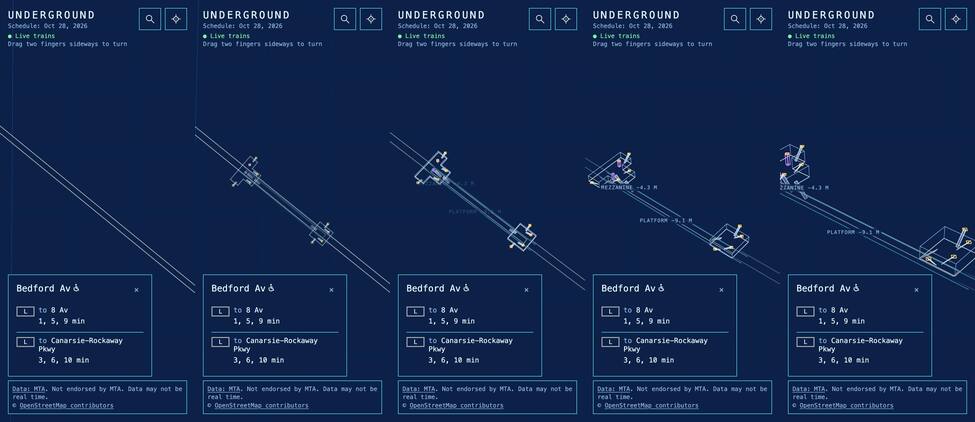 UNDERGROUND
Schedule: Oct 28, 2026
● Live trains
Drag two fingers sideways to turn
Bedford Av
×
L to 8 Av
1, 5, 9 min
L to Canarsie-Rockaway
Pkwy
3, 6, 10 min
Data: MTA. Not endorsed by MTA. Data may not be
real time.
© OpenStreetMap contributors
UNDERGROUND
Schedule: Oct 28, 2026
● Live trains
Drag two fingers sideways to turn
Bedford Av
×
L to 8 Av
1, 5, 9 min
L to Canarsie-Rockaway
Pkwy
3, 6, 10 min
Data: MTA. Not endorsed by MTA. Data may not be
real time.
© OpenStreetMap contributors
UNDERGROUND
Schedule: Oct 28, 2026
● Live trains
Drag two fingers sideways to turn
PLATFORM
Bedford Av
×
L to 8 Av
1, 5, 9 min
L to Canarsie-Rockaway
Pkwy
3, 6, 10 min
Data: MTA. Not endorsed by MTA. Data may not be
real time.
© OpenStreetMap contributors
UNDERGROUND
Schedule: Oct 28, 2026
● Live trains
Drag two fingers sideways to turn
MEZZANINE -4.3 M
PLATFORM -9.1 M
Bedford Av
×
L to 8 Av
1, 5, 9 min
L to Canarsie-Rockaway
Pkwy
3, 6, 10 min
Data: MTA. Not endorsed by MTA. Data may not be
real time.
© OpenStreetMap contributors
UNDERGROUND
Schedule: Oct 28, 2026
● Live trains
Drag two fingers sideways to turn
ZZANINE -4.3 M
PLATFORM -9.1 M
Bedford Av
×
L to 8 Av
1, 5, 9 min
L to Canarsie-Rockaway
Pkwy
3, 6, 10 min
Data: MTA. Not endorsed by MTA. Data may not be
real time.
© OpenStreetMap contributors